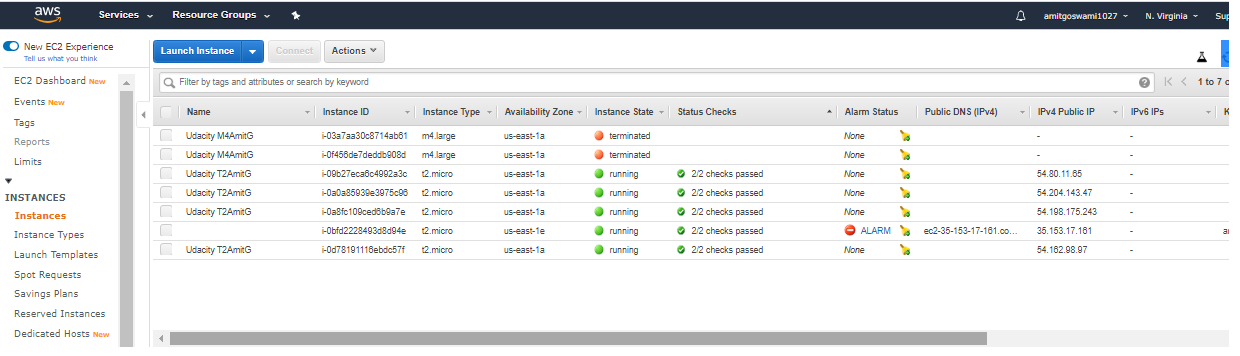 aws Services Resource Groups amitgoswami1027 N. Virginia Sup
New EC2 Experience
Tell us what you think
Launch Instance Connect Actions
EC2 Dashboard New
Filter by tags and attributes or search by keyword 1 to 7 o
Events New
Name Instance ID Instance Type Availability Zone Instance State Status Checks Alarm Status Public DNS (IPv4) IPv4 Public IP IPv6 IPs K
Tags
Udacity M4AmitG i-03a7aa30c8714ab61 m4.large us-east-1a terminated None -  -
Reports
Udacity M4AmitG i-0f456de7deddb908d m4.large us-east-1a terminated None - -
Limits
Udacity T2AmitG i-09b27eca6c4992a3c t2.micro us-east-1a running 2/2 checks passed None 54.80.11.65 -
INSTANCES
Udacity T2AmitG i-0a0a85939e3975c96 t2.micro us-east-1a running 2/2 checks passed None 54.204.143.47 -
Instances
Udacity T2AmitG i-0a8fc109ced6b9a7e t2.micro us-east-1a running 2/2 checks passed None 54.198.175.243 -
Instance Types
i-0bfd2228493d8d94e t2.micro us-east-1e running 2/2 checks passed ALARM ec2-35-153-17-161.co... 35.153.17.161 -
Launch Templates
Udacity T2AmitG i-0d78191116ebdc57f t2.micro us-east-1a running 2/2 checks passed None 54.162.98.97 -
Spot Requests
Savings Plans
Reserved Instances
Dedicated Hosts New